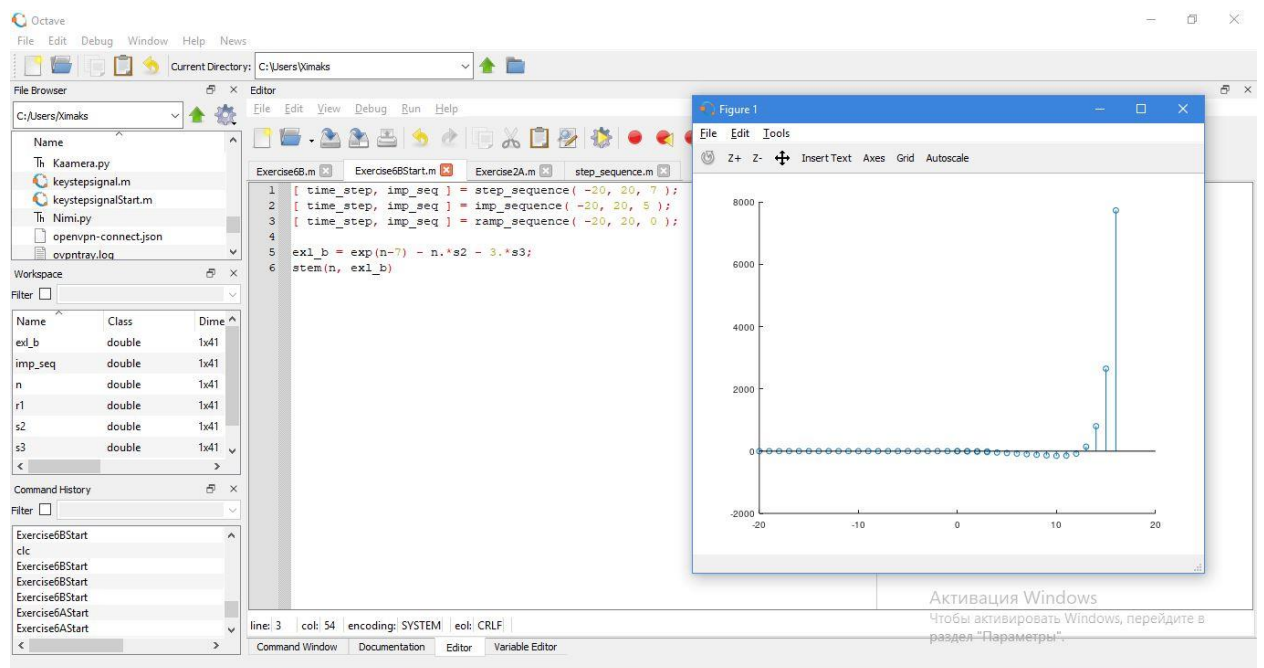 Octave
File Edit Debug Window Help News
Current Directory: C:\Users\Ximaks
File Browser
C:/Users/Ximaks
Name
Kaamera.py
keystepsignal.m
keystepsignalStart.m
Nimi.py
openvpn-connect.json
ovpntray.log
Workspace
Filter
Name Class Dime
exl_b double 1x41
imp_seq double 1x41
n double 1x41
r1 double 1x41
s2 double 1x41
s3 double 1x41
Command History
Filter
Exercise6BStart
clc
Exercise6BStart
Exercise6BStart
Exercise6BStart
Exercise6AStart
Exercise6AStart
Editor
File Edit View Debug Run Help
Exercise6B.m Exercise6BStart.m Exercise2A.m step_sequence.m
1 [ time_step, imp_seq ] = step_sequence( -20, 20, 7 );
2 [ time_step, imp_seq ] = imp_sequence( -20, 20, 5 );
3 [ time_step, imp_seq ] = ramp_sequence( -20, 20, 0 );
4
5 exl_b = exp(n-7) - n.*s2 - 3.*s3;
6 stem(n, exl_b)
line: 3 col: 54 encoding: SYSTEM eol: CRLF
Command Window Documentation Editor Variable Editor
Figure 1
File Edit Tools
Z+ Z- Insert Text Axes Grid Autoscale
8000
6000
4000
2000
0
-2000
-20 -10 0 10 20
Активация Windows
Чтобы активировать Windows, перейдите в
раздел "Параметры".